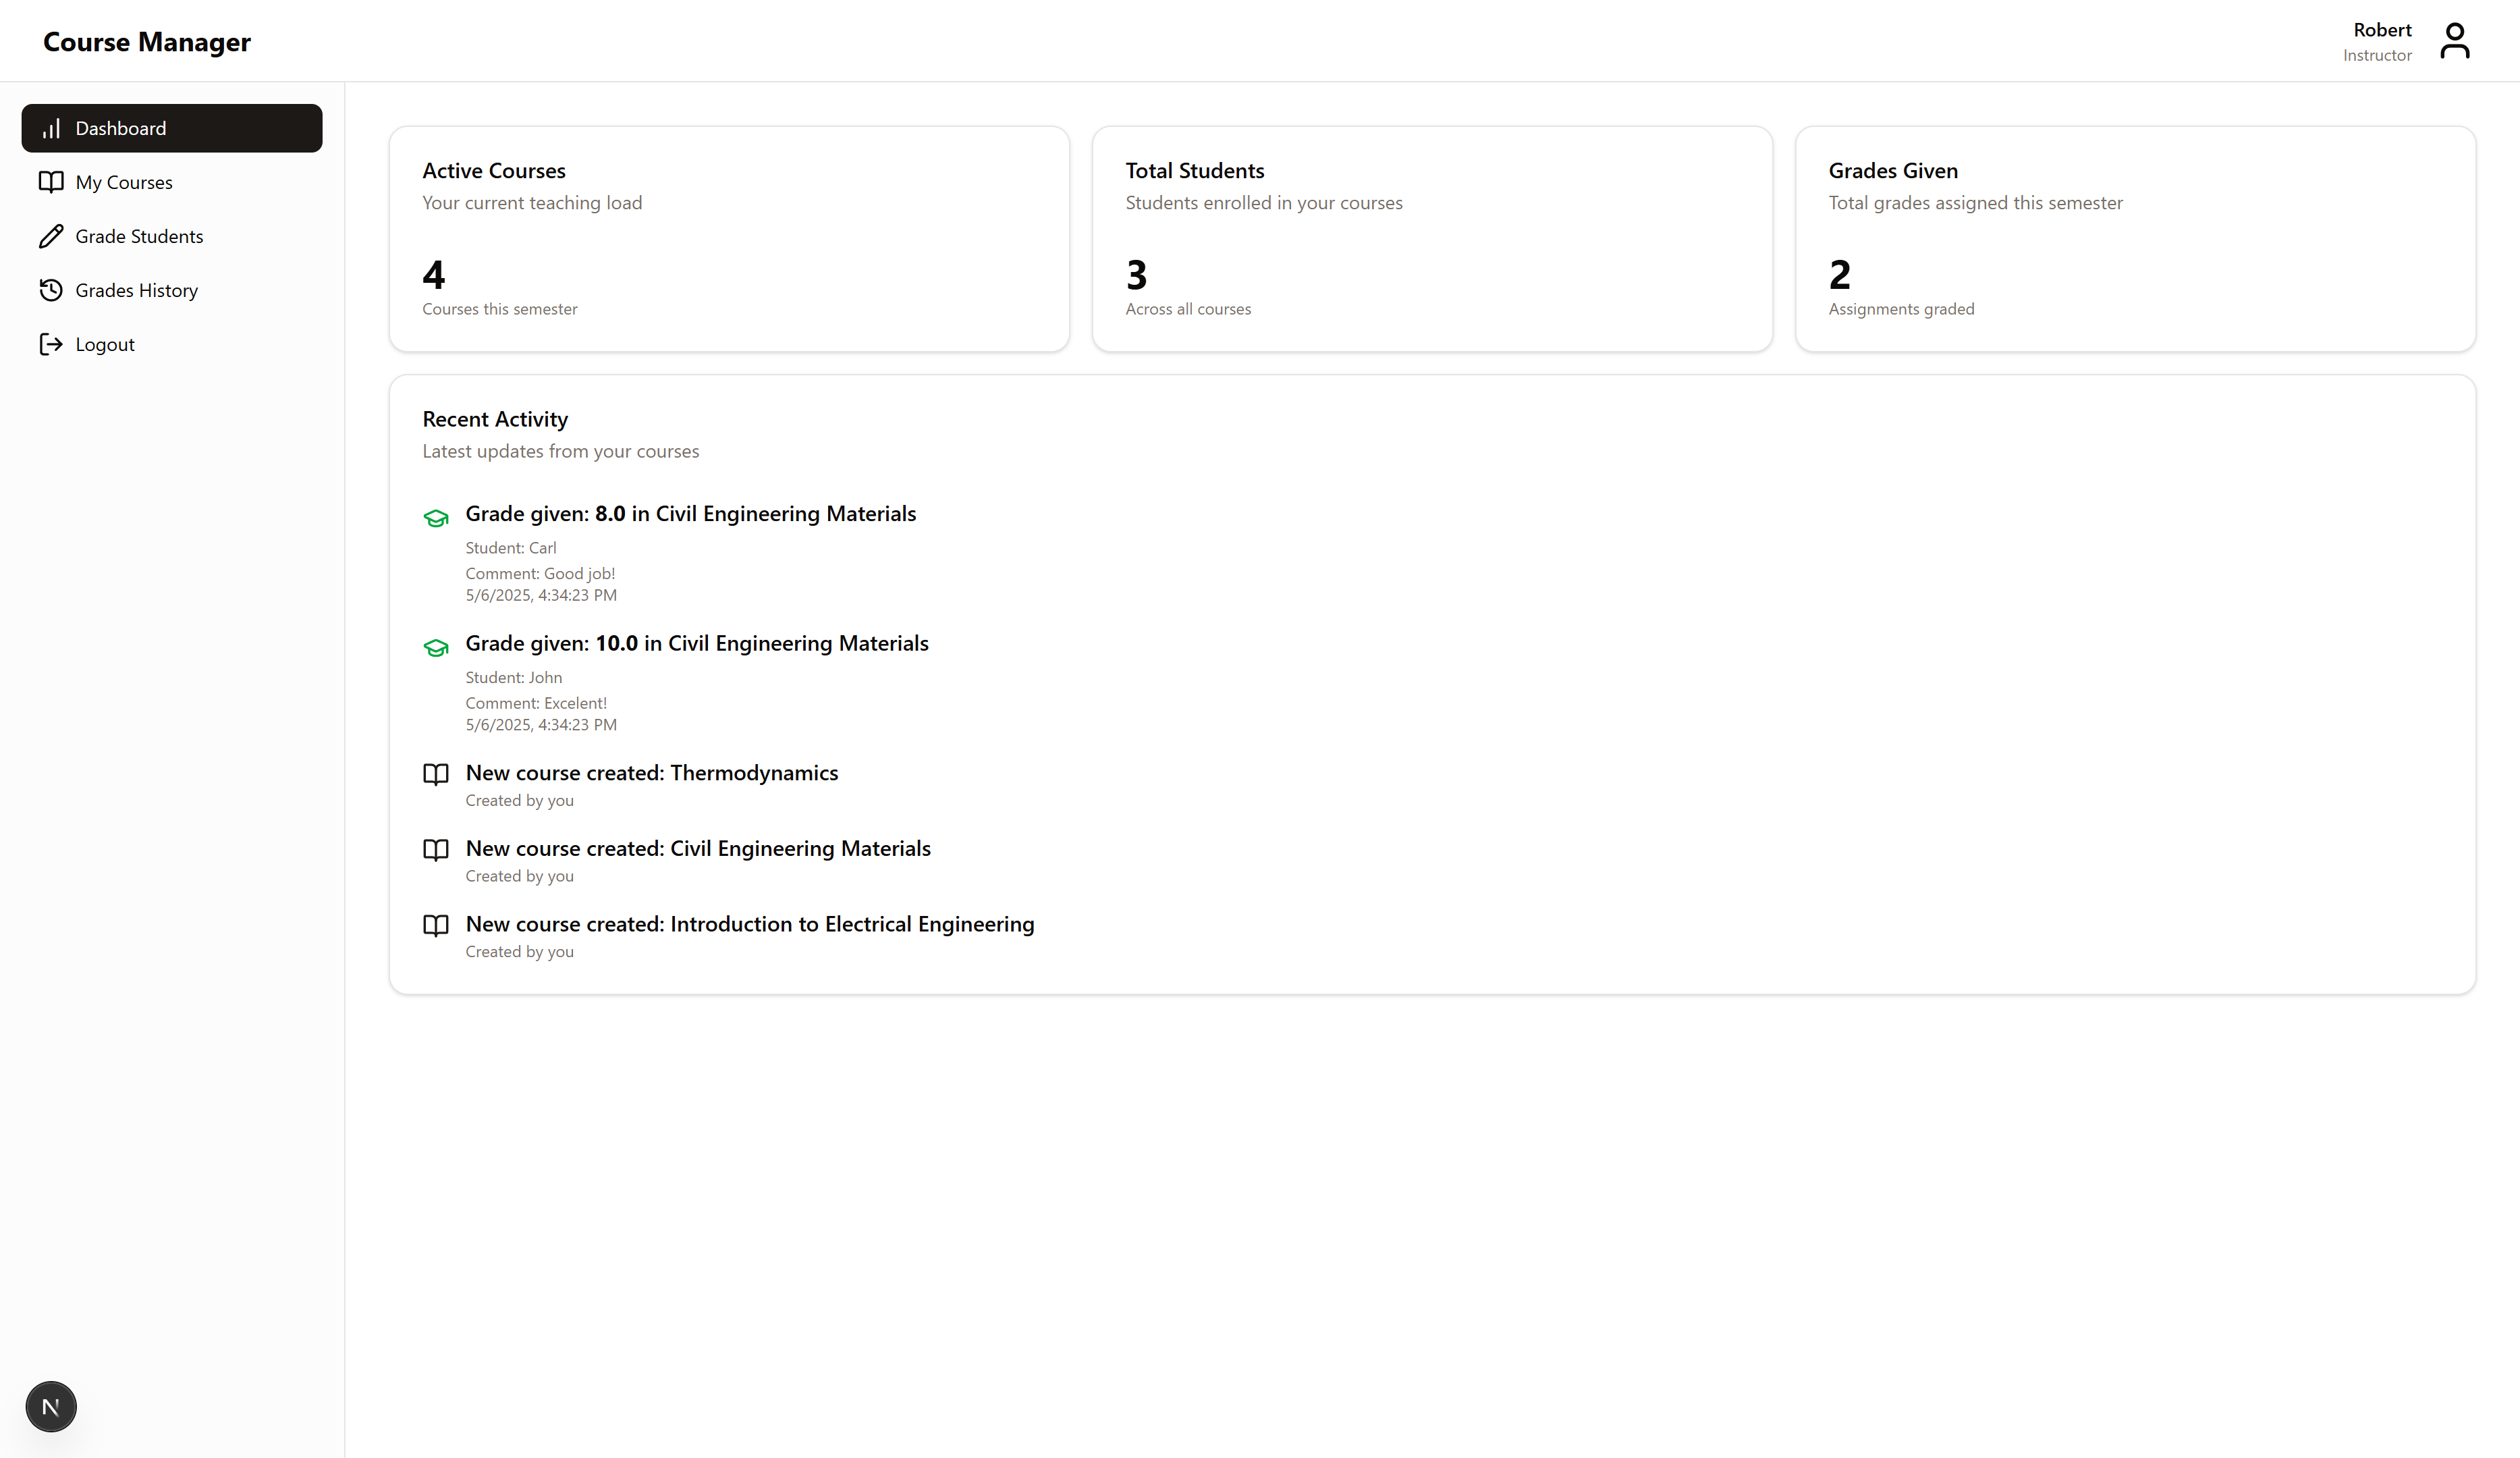 Course Manager
Robert
Instructor
Dashboard
My Courses
Grade Students
Grades History
Logout
Active Courses
Your current teaching load
4
Courses this semester
Total Students
Students enrolled in your courses
3
Across all courses
Grades Given
Total grades assigned this semester
2
Assignments graded
Recent Activity
Latest updates from your courses
Grade given: 8.0 in Civil Engineering Materials
Student: Carl
Comment: Good job!
5/6/2025, 4:34:23 PM
Grade given: 10.0 in Civil Engineering Materials
Student: John
Comment: Excelent!
5/6/2025, 4:34:23 PM
New course created: Thermodynamics
Created by you
New course created: Civil Engineering Materials
Created by you
New course created: Introduction to Electrical Engineering
Created by you
N